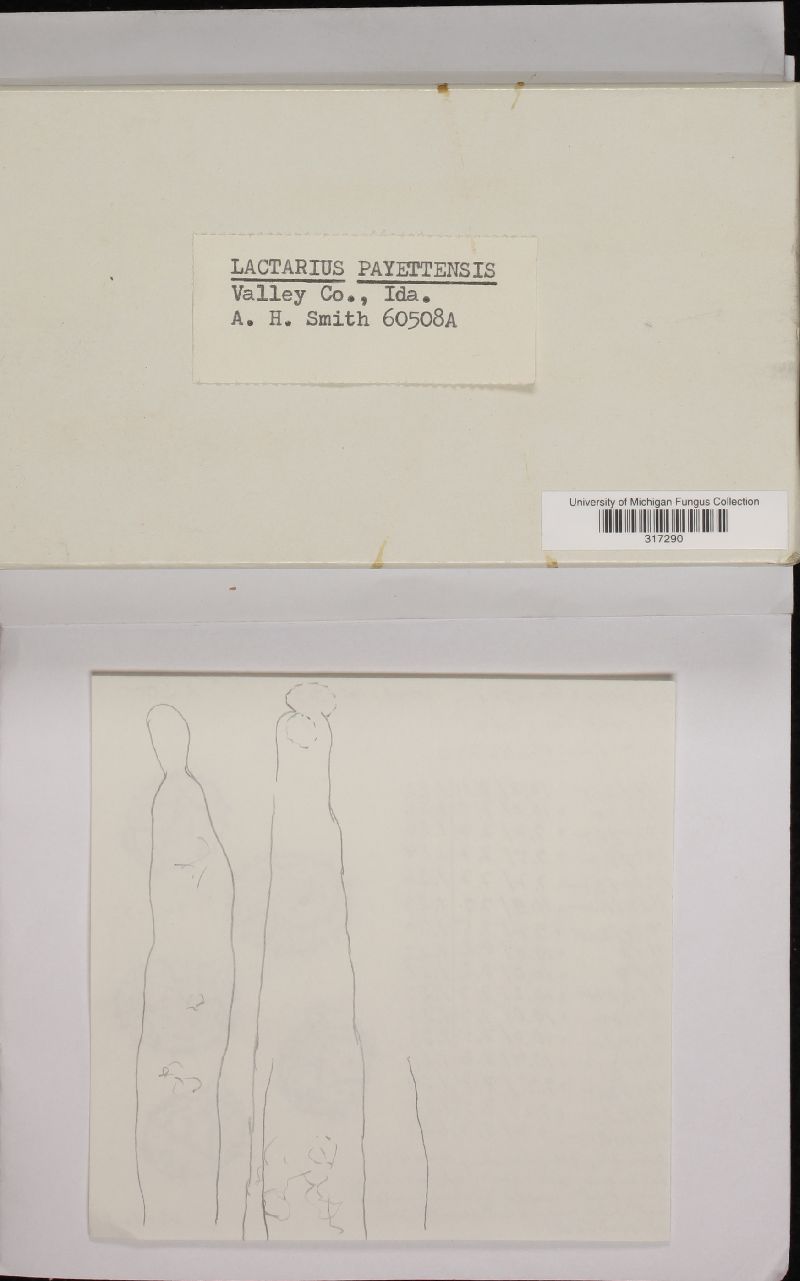 LACTARIUS PAYETTENSIS
Valley Co., Ida.
A. H. Smith 60508A
University of Michigan Fungus Collection
317290